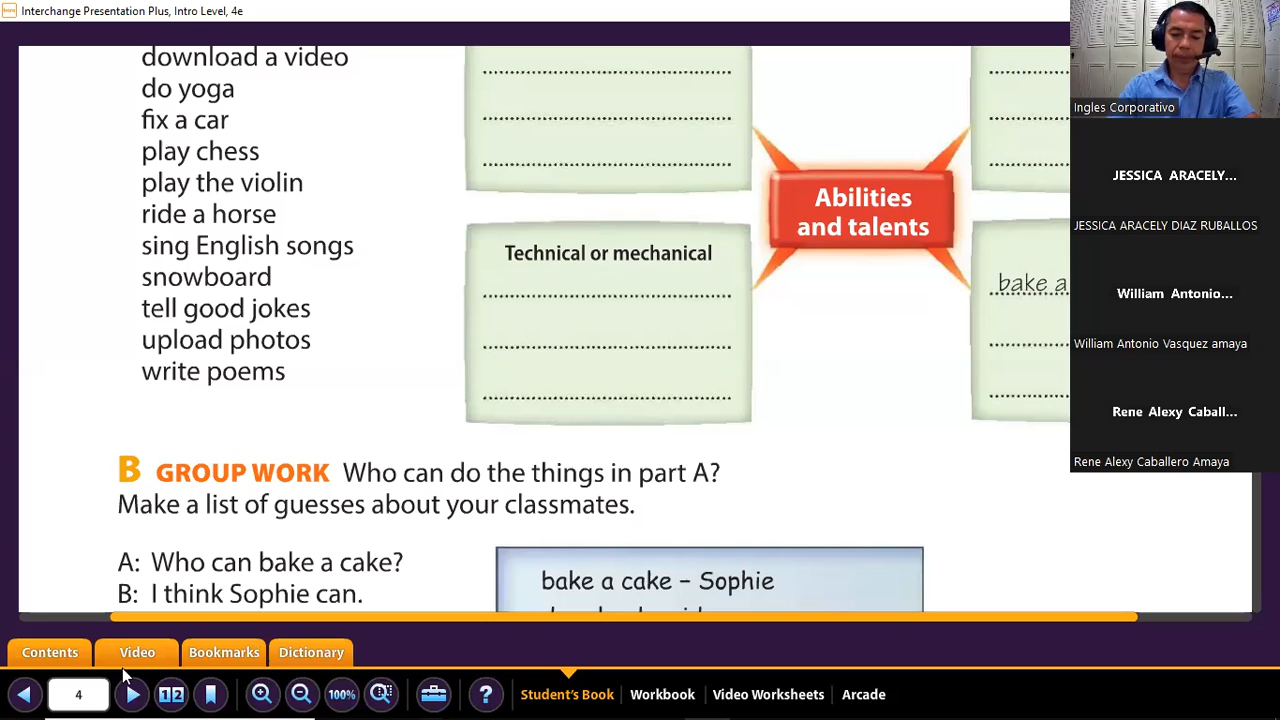 Interchange Presentation Plus, Intro Level, 4e
download a video
do yoga
fix a car
play chess
play the violin
ride a horse
sing English songs
snowboard
tell good jokes
upload photos
write poems
Technical or mechanical
Abilities
and talents
bake a
B GROUP WORK Who can do the things in part A?
Make a list of guesses about your classmates.
A: Who can bake a cake?
B: I think Sophie can.
bake a cake – Sophie
Ingles Corporativo
JESSICA ARACELY...
JESSICA ARACELY DIAZ RUBALLOS
William Antonio...
William Antonio Vasquez amaya
Rene Alexy Caball...
Rene Alexy Caballero Amaya
Contents Video Bookmarks Dictionary
4 1 2 100% ? Student's Book Workbook Video Worksheets Arcade